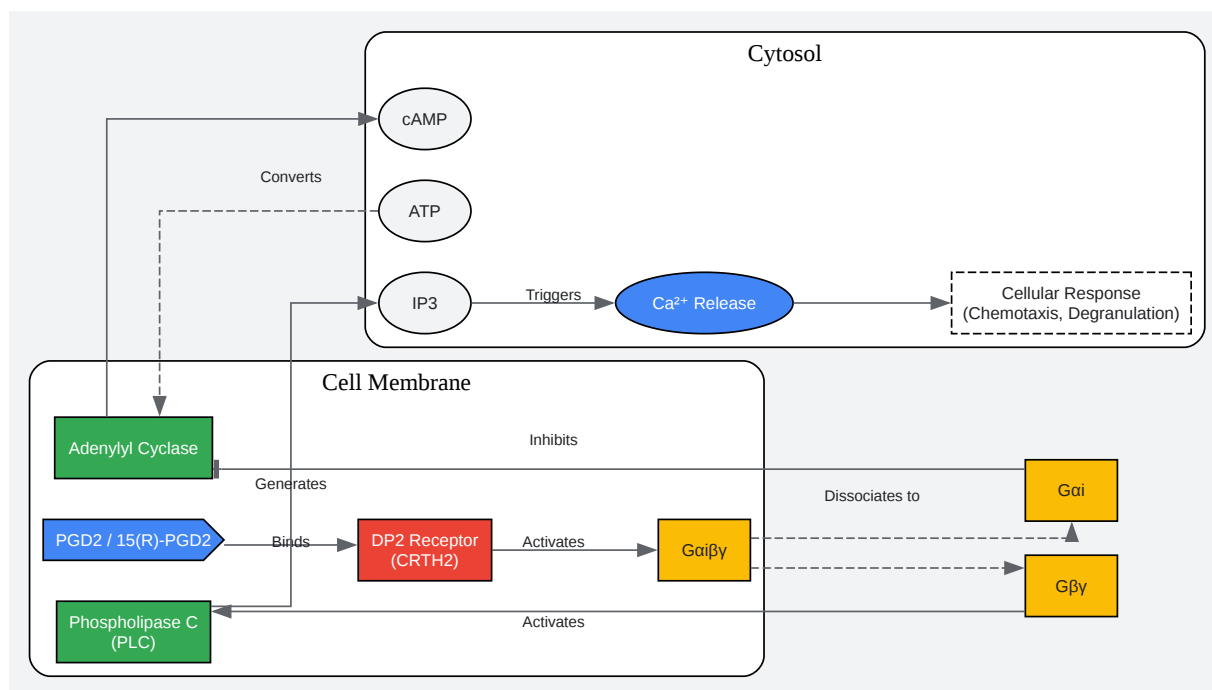 Cytosol
cAMP
Converts
ATP
IP3
Triggers
Ca²⁺ Release
Cellular Response
(Chemotaxis, Degranulation)
Cell Membrane
Adenylyl Cyclase
Inhibits
Generates
Dissociates to
Gαi
PGD2 / 15(R)-PGD2
Binds
DP2 Receptor
(CRTH2)
Activates
Gαiβγ
Gβγ
Phospholipase C
(PLC)
Activates